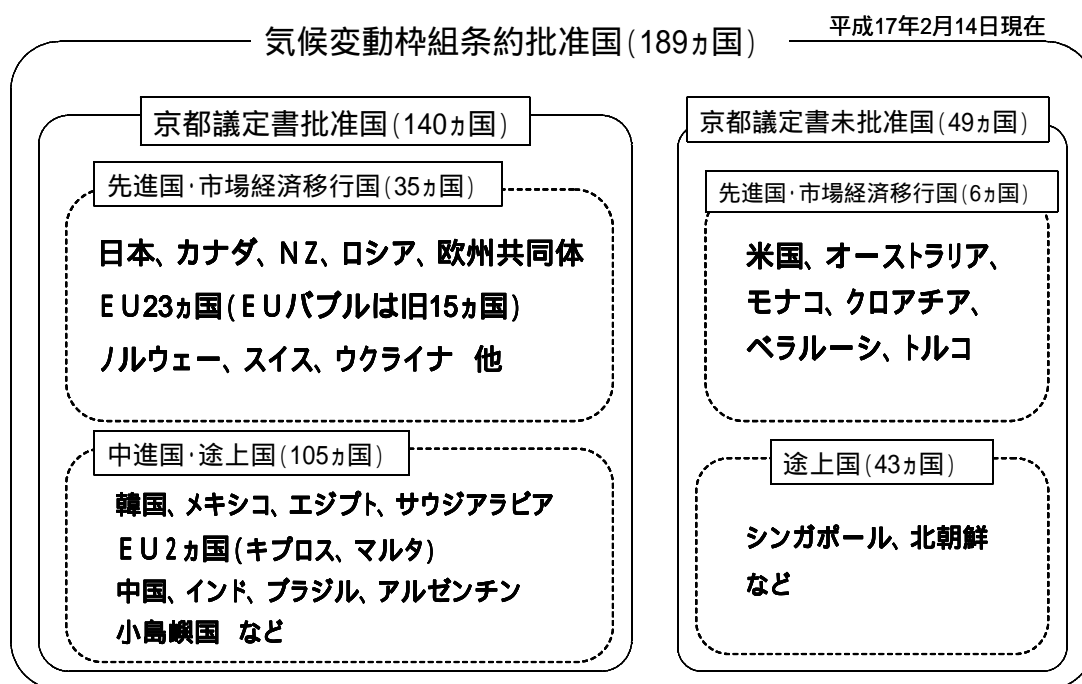 平成17年2月14日現在
気候変動枠組条約批准国(189ヵ国)
京都議定書批准国(140ヵ国)
先進国・市場経済移行国(35ヵ国)
日本、カナダ、NZ、ロシア、欧州共同体
EU23ヵ国(EUバブルは旧15ヵ国)
ノルウェー、スイス、ウクライナ 他
中進国・途上国(105ヵ国)
韓国、メキシコ、エジプト、サウジアラビア
EU2ヵ国(キプロス、マルタ)
中国、インド、ブラジル、アルゼンチン
小島嶼国 など
京都議定書未批准国(49ヵ国)
先進国・市場経済移行国(6ヵ国)
米国、オーストラリア、
モナコ、クロアチア、
ベラルーシ、トルコ
途上国(43ヵ国)
シンガポール、北朝鮮
など